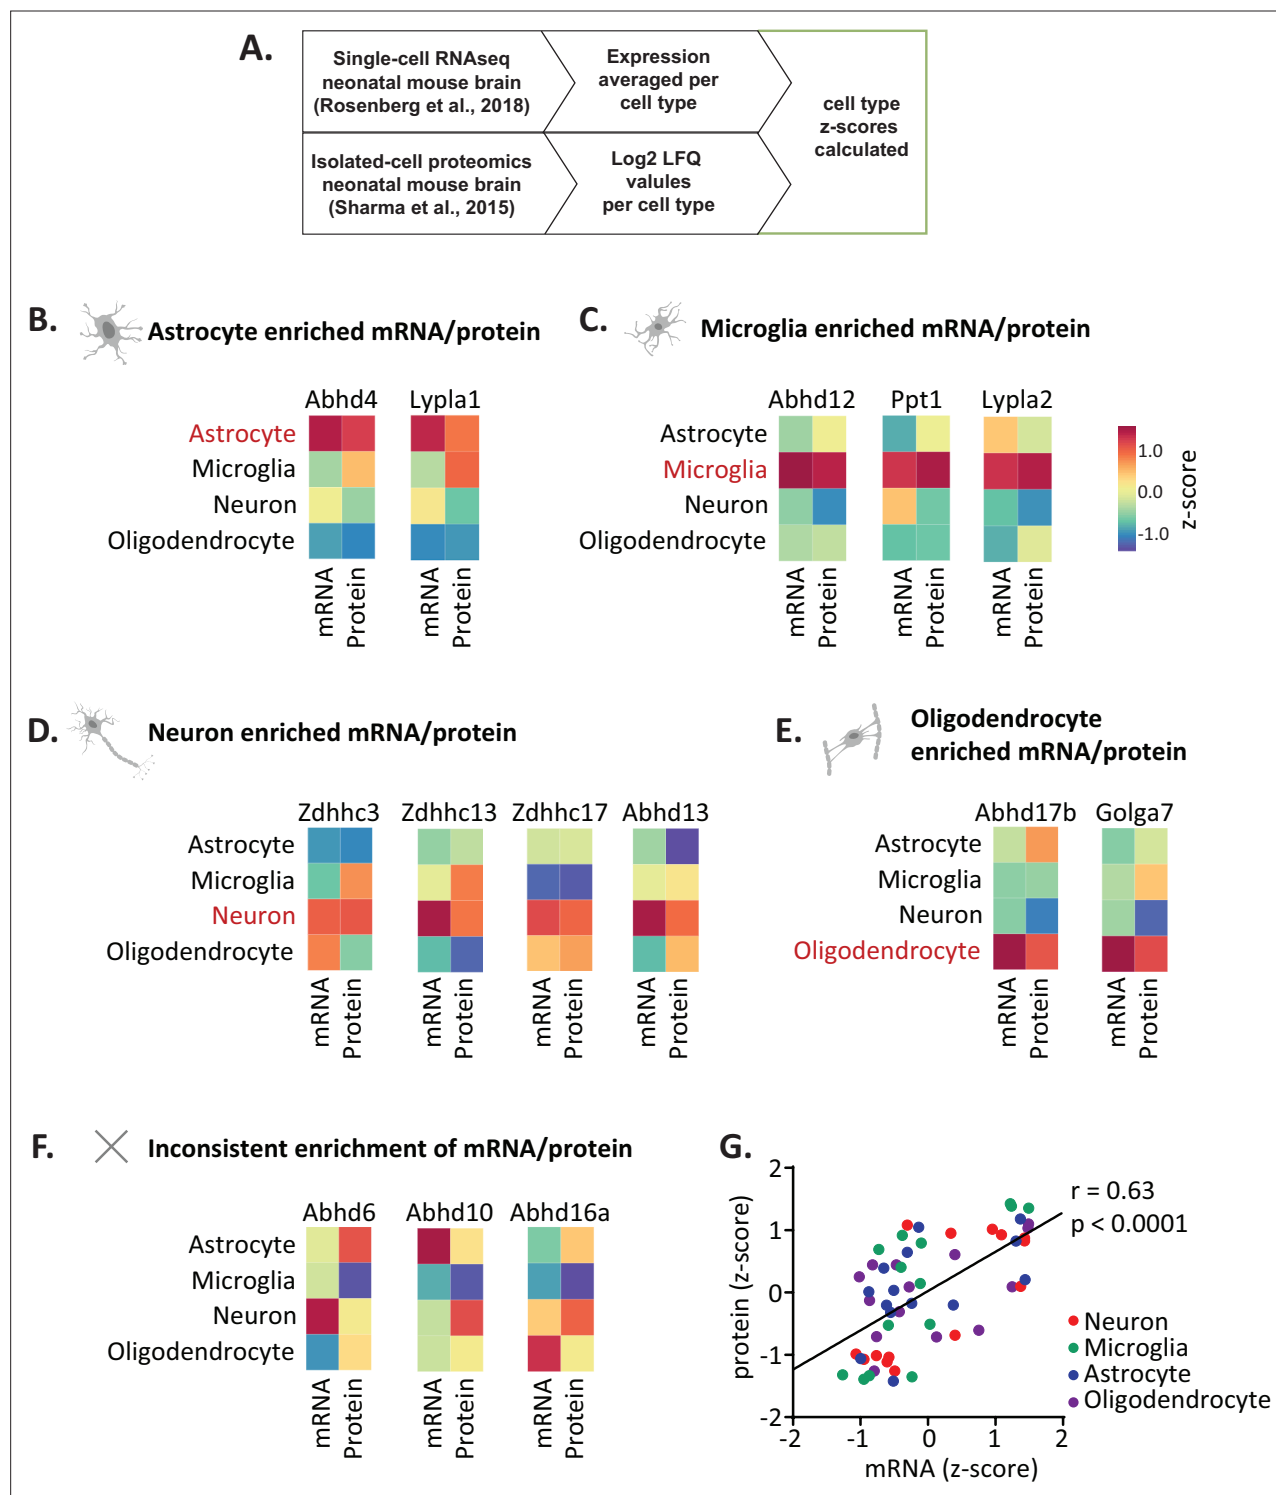 A.
Single-cell RNAseq
neonatal mouse brain
(Rosenberg et al., 2018)
Expression
averaged per
cell type
cell type
z-scores
calculated
Isolated-cell proteomics
neonatal mouse brain
(Sharma et al., 2015)
Log2 LFQ
valules
per cell type
B.
Astrocyte enriched mRNA/protein
Abhd4 Lypla1
Astrocyte
Microglia
Neuron
Oligodendrocyte
mRNA Protein mRNA Protein
C.
Microglia enriched mRNA/protein
Abhd12 Ppt1 Lypla2
Astrocyte
Microglia
Neuron
Oligodendrocyte
mRNA Protein mRNA Protein mRNA Protein
1.0
0.0
-1.0
z-score
D.
Neuron enriched mRNA/protein
Zdhhc3 Zdhhc13 Zdhhc17 Abhd13
Astrocyte
Microglia
Neuron
Oligodendrocyte
mRNA Protein mRNA Protein mRNA Protein mRNA Protein
E.
Oligodendrocyte
enriched mRNA/protein
Abhd17b Golga7
Astrocyte
Microglia
Neuron
Oligodendrocyte
mRNA Protein mRNA Protein
F.
Inconsistent enrichment of mRNA/protein
Abhd6 Abhd10 Abhd16a
Astrocyte
Microglia
Neuron
Oligodendrocyte
mRNA Protein mRNA Protein mRNA Protein
G.
protein (z-score)
2
1
0
-1
-2
r = 0.63
p < 0.0001
Neuron
Microglia
Astrocyte
Oligodendrocyte
-2 -1 0 1 2
mRNA (z-score)